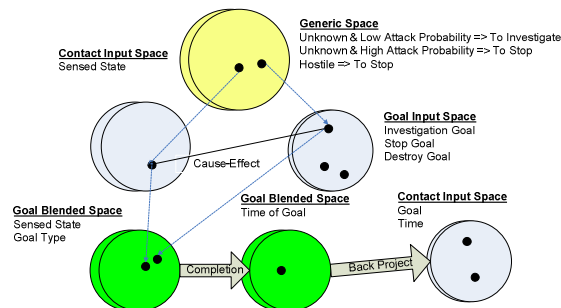 Generic Space
Unknown & Low Attack Probability => To Investigate
Unknown & High Attack Probability => To Stop
Hostile => To Stop
Contact Input Space
Sensed State
Goal Input Space
Investigation Goal
Stop Goal
Destroy Goal
Cause-Effect
Goal Blended Space
Sensed State
Goal Type
Goal Blended Space
Time of Goal
Contact Input Space
Goal
Time
Completion
Back Project